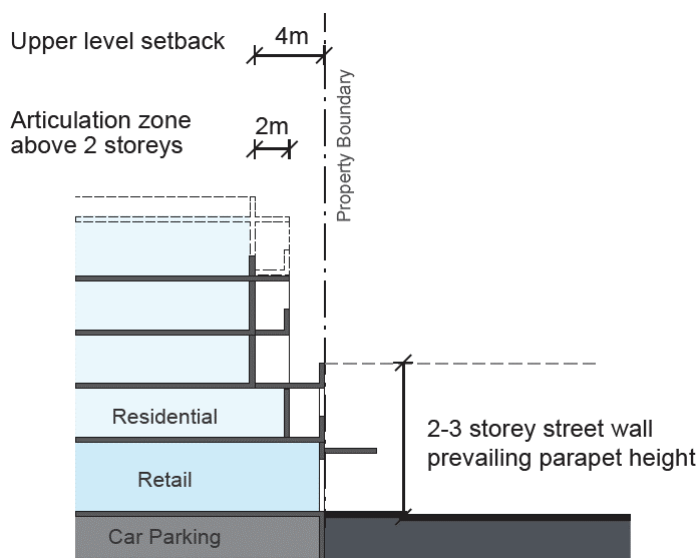 Upper level setback
4m
Articulation zone
above 2 storeys
2m
Property Boundary
Residential
Retail
Car Parking
2-3 storey street wall
prevailing parapet height